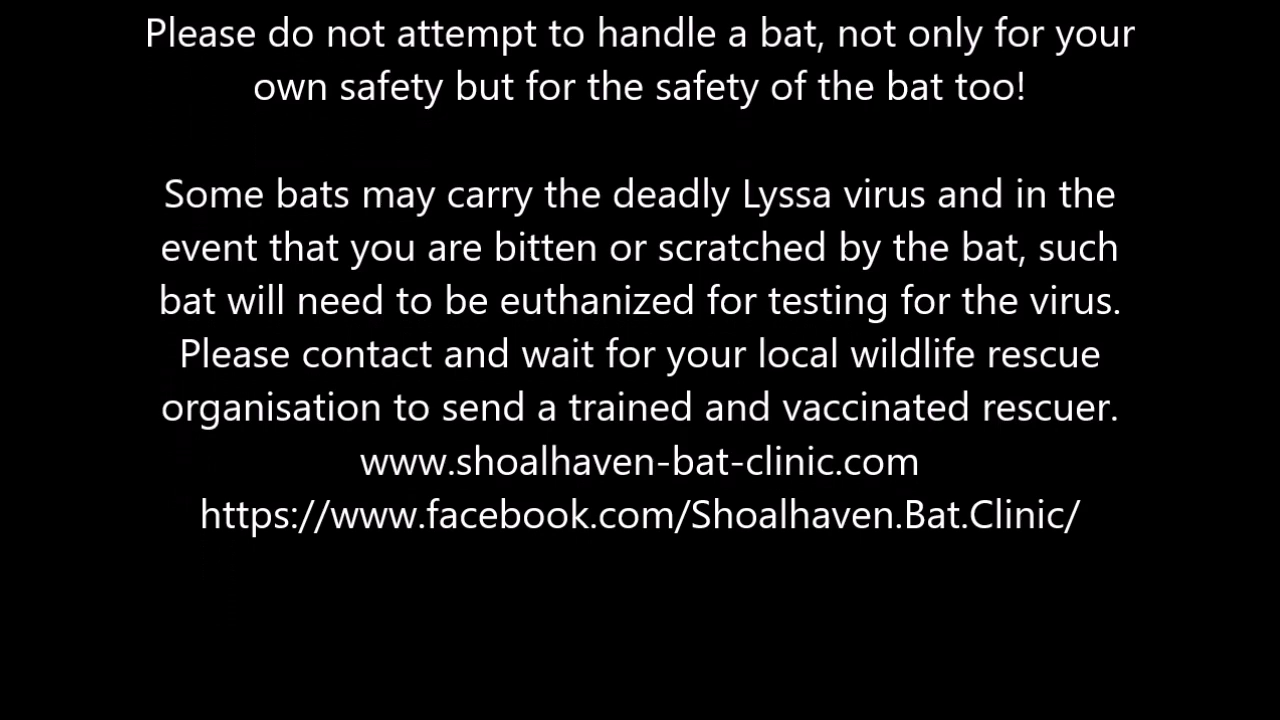 Please do not attempt to handle a bat, not only for your
own safety but for the safety of the bat too!
Some bats may carry the deadly Lyssa virus and in the
event that you are bitten or scratched by the bat, such
bat will need to be euthanized for testing for the virus.
Please contact and wait for your local wildlife rescue
organisation to send a trained and vaccinated rescuer.
www.shoalhaven-bat-clinic.com
https://www.facebook.com/Shoalhaven.Bat.Clinic/